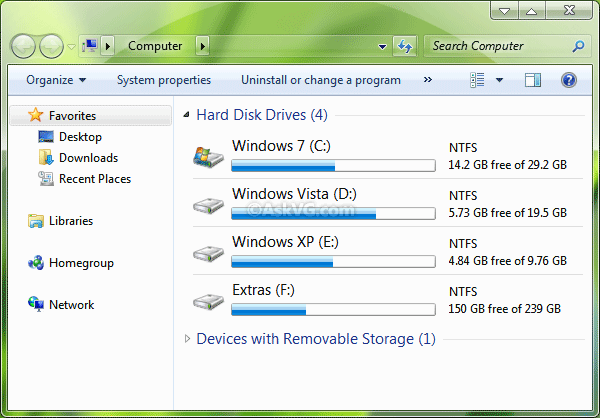 Computer
Search Computer
Organize System properties Uninstall or change a program »
Favorites
Desktop
Downloads
Recent Places
Libraries
Homegroup
Network
Hard Disk Drives (4)
Windows 7 (C:) NTFS
14.2 GB free of 29.2 GB
Windows Vista (D:) NTFS
©AskVG.com
5.73 GB free of 19.5 GB
Windows XP (E:) NTFS
4.84 GB free of 9.76 GB
Extras (F:) NTFS
150 GB free of 239 GB
Devices with Removable Storage (1)